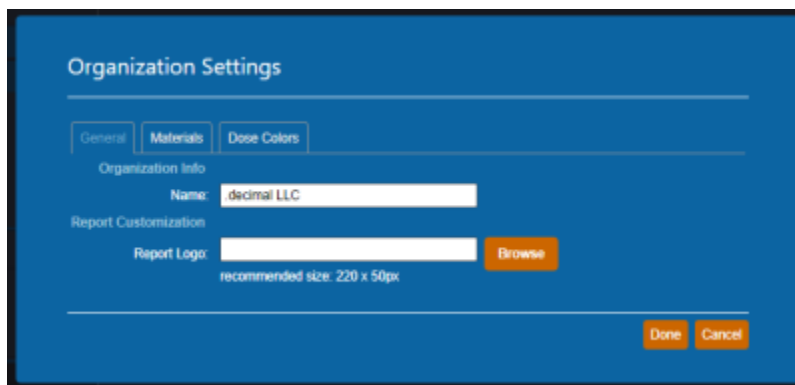 Organization Settings
General Materials Dose Colors
Organization Info
Name: .decimal LLC
Report Customization
Report Logo: Browse
recommended size: 220 x 50px
Done Cancel